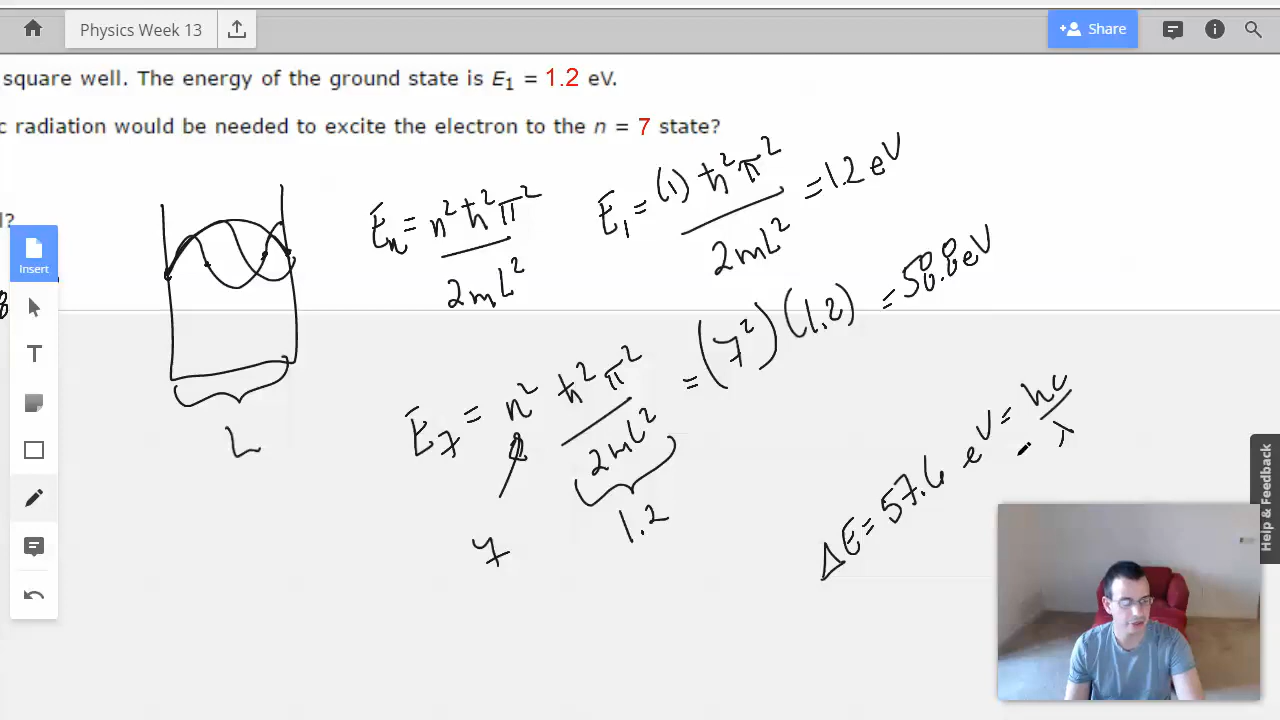 Physics Week 13
Share
square well. The energy of the ground state is E₁ = 1.2 eV.
c radiation would be needed to excite the electron to the n = 7 state?
l?
Insert
T
8
Eₙ = n²ħ²π² / 2mL²
E₁ = (1) ħ²π² / 2mL² = 1.2 eV
L
E₇ = n² ħ²π² / 2mL² = (7²)(1.2) =
7
1.2
ΔE = 57.6 eV = hc / λ
Help & Feedback